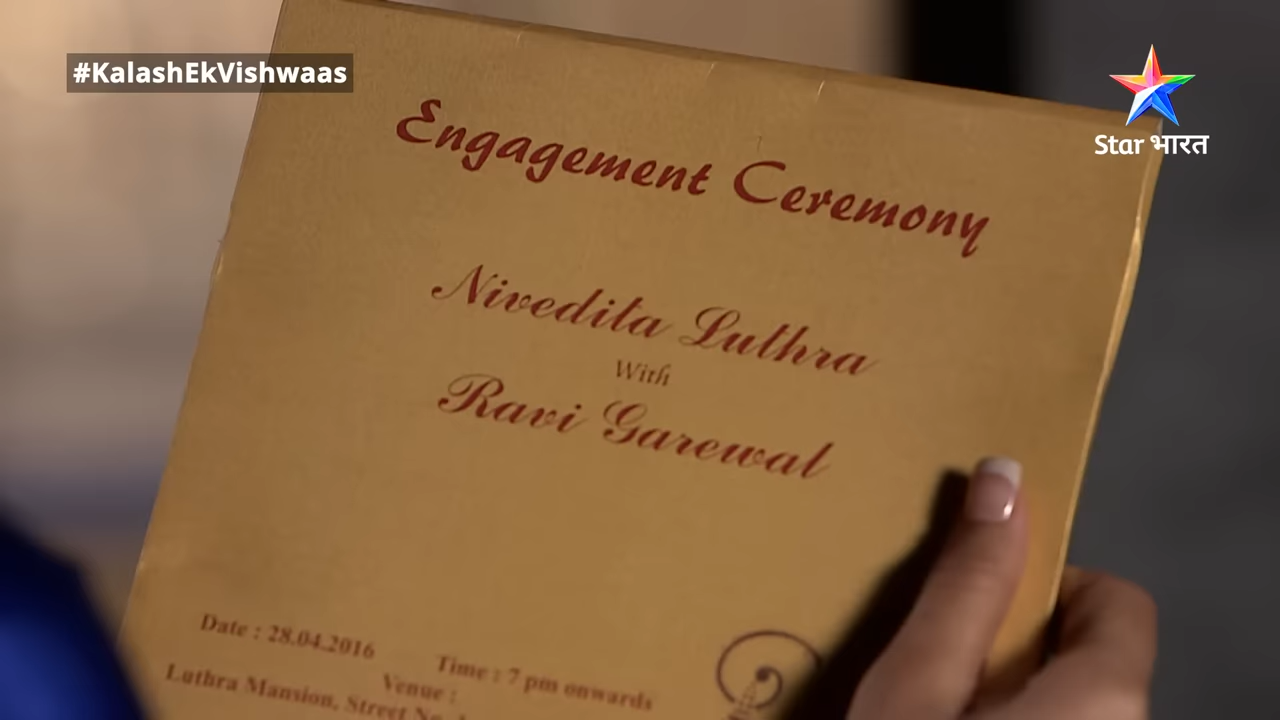 #KalashEkVishwaas
Star भारत
Engagement Ceremony
Nivedita Luthra
With
Ravi Garewal
Date : 28.04.2016
Time : 7 pm onwards
Venue :
Luthra Mansion, Street No.